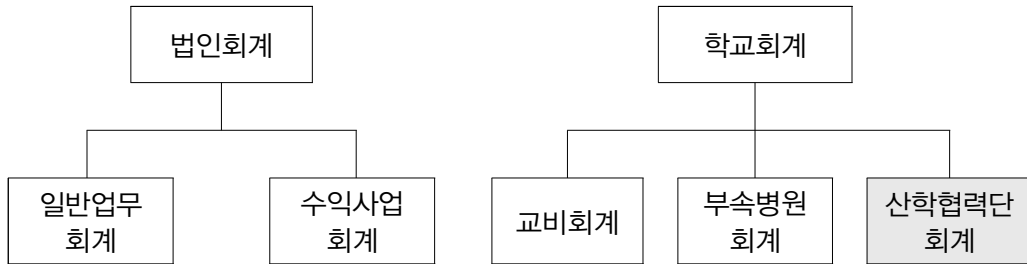 법인회계
학교회계
일반업무
회계
수익사업
회계
교비회계
부속병원
회계
산학협력단
회계